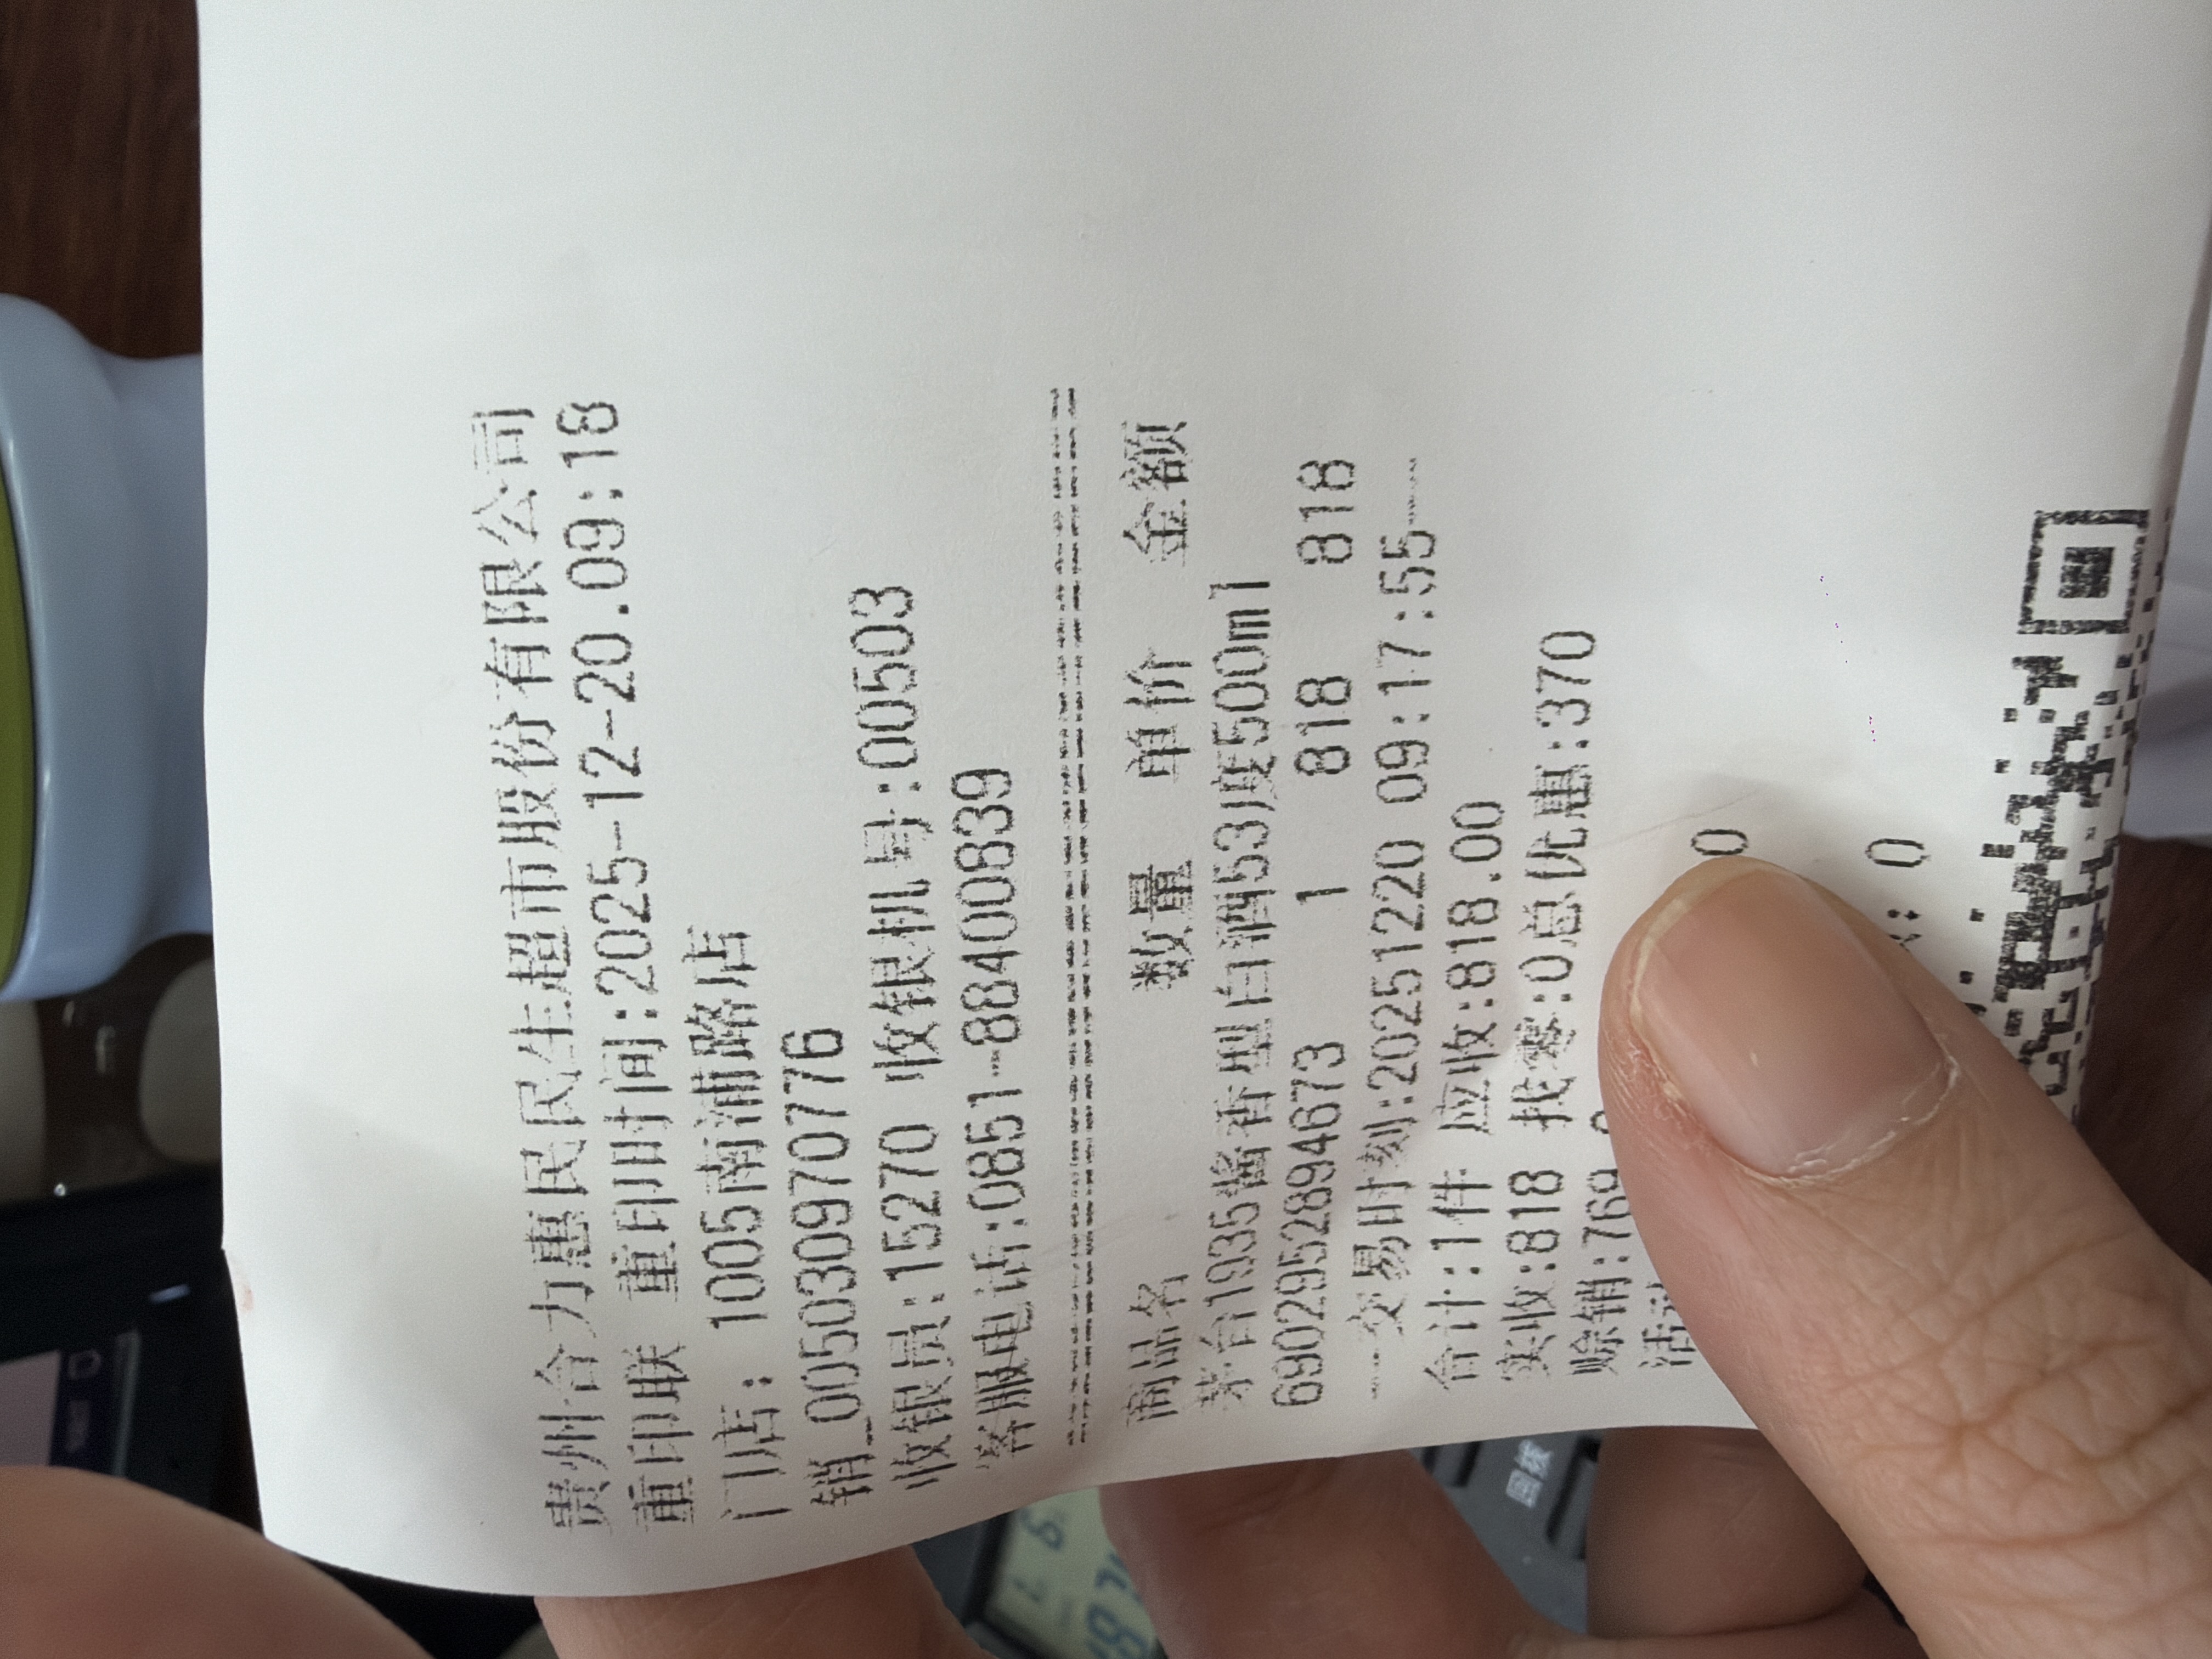 贵州合力惠民民生超市股份有限公司
重印联 重印时间:2025-12-20.09:18
门店: 1005南浦路店
销_00503097​0776
收银员:15270 收银机号:00503
客服电话:0851-88400839
商品名 数量 单价 金额
茅台1935酱香型白酒53度500ml
6902952894673 1 818 818
—交易时刻:20251220 09:17:55—
合计:1件 应收:818.00
实收:818 找零:0总优惠:370
赊销:769
活
0
: 0